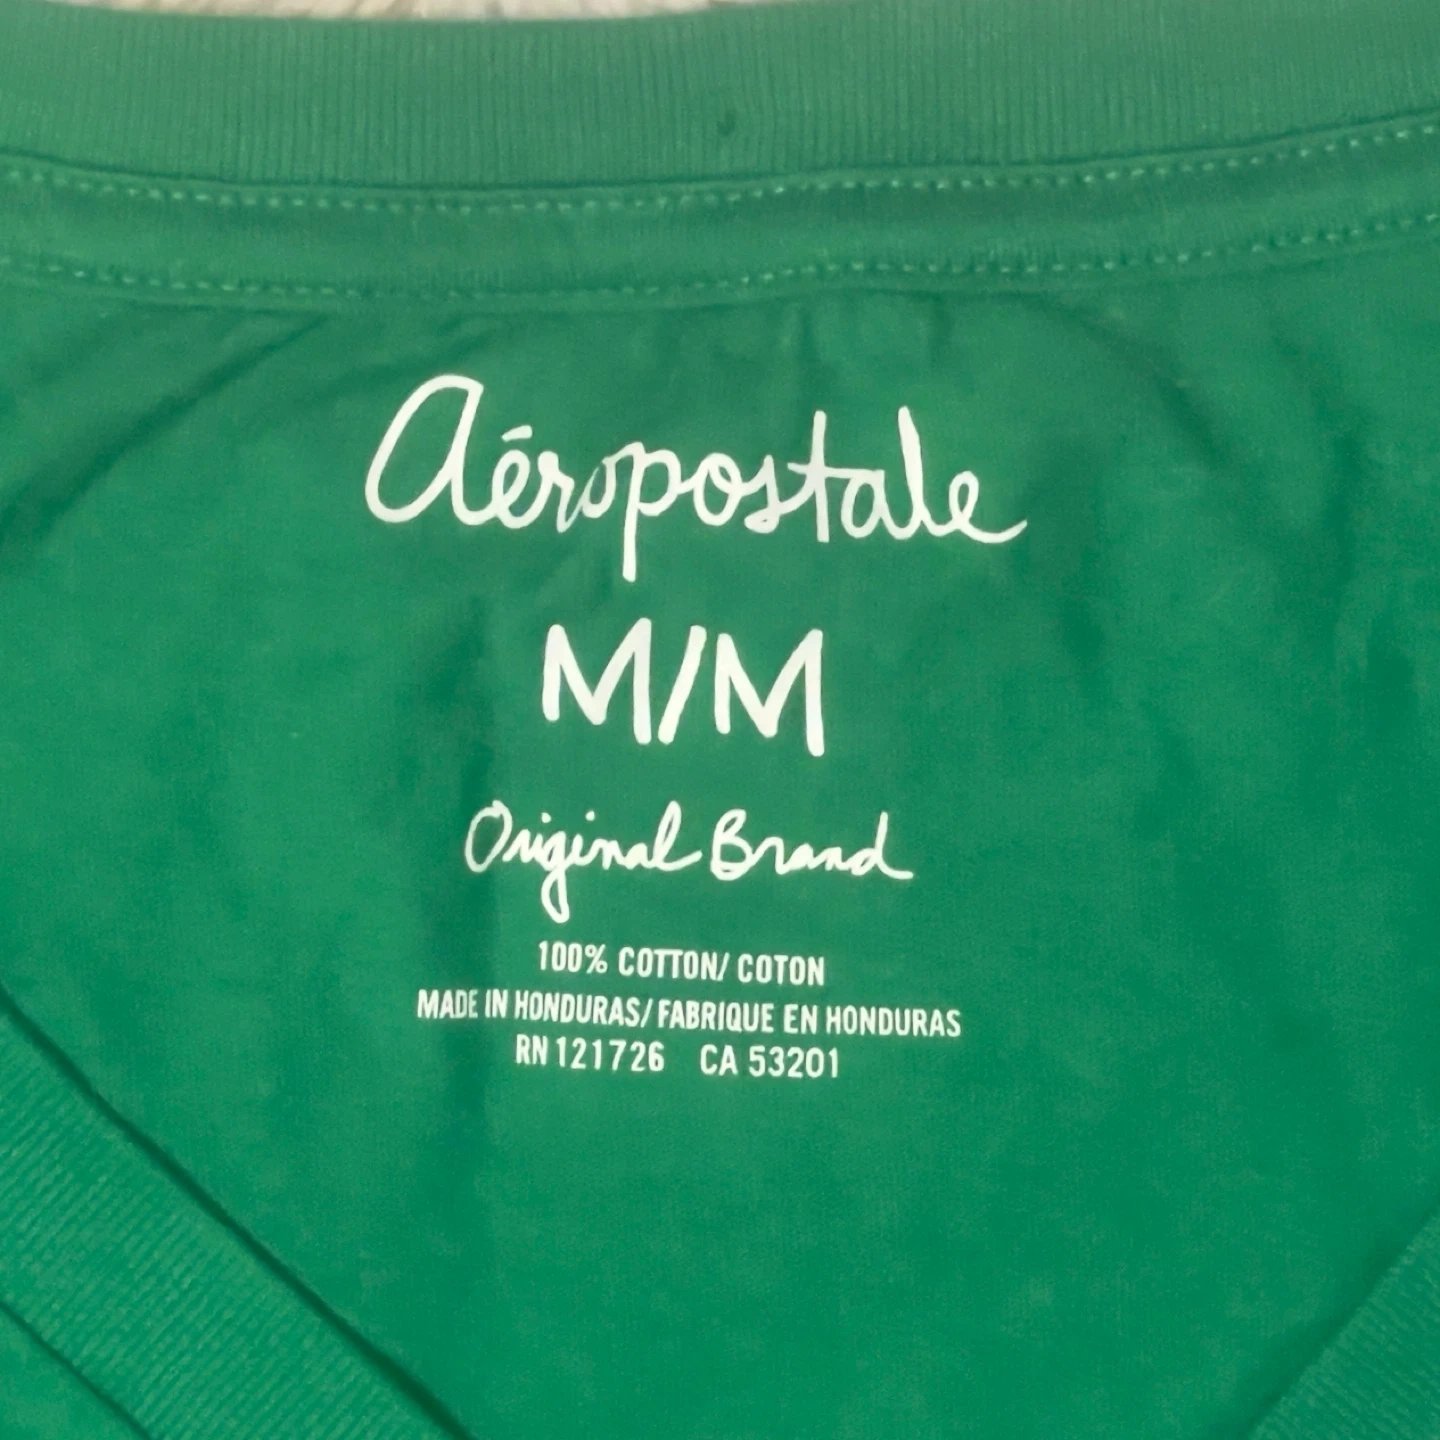 Aéropostale
M/M
Original Brand
100% COTTON/ COTON
MADE IN HONDURAS/ FABRIQUE EN HONDURAS
RN 121726 CA 53201